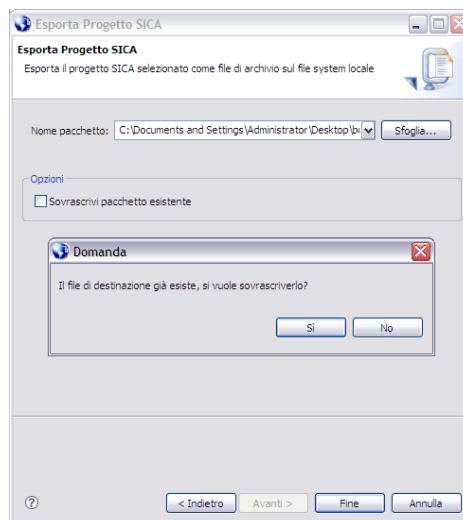 Esporta Progetto SICA
Esporta Progetto SICA
Esporta il progetto SICA selezionato come file di archivio sul file system locale
Nome pacchetto: C:\Documents and Settings\Administrator\Desktop\ Sfoglia...
Opzioni
Sovrascrivi pacchetto esistente
Domanda
Il file di destinazione già esiste, si vuole sovrascriverlo?
Sì No
< Indietro Avanti > Fine Annulla